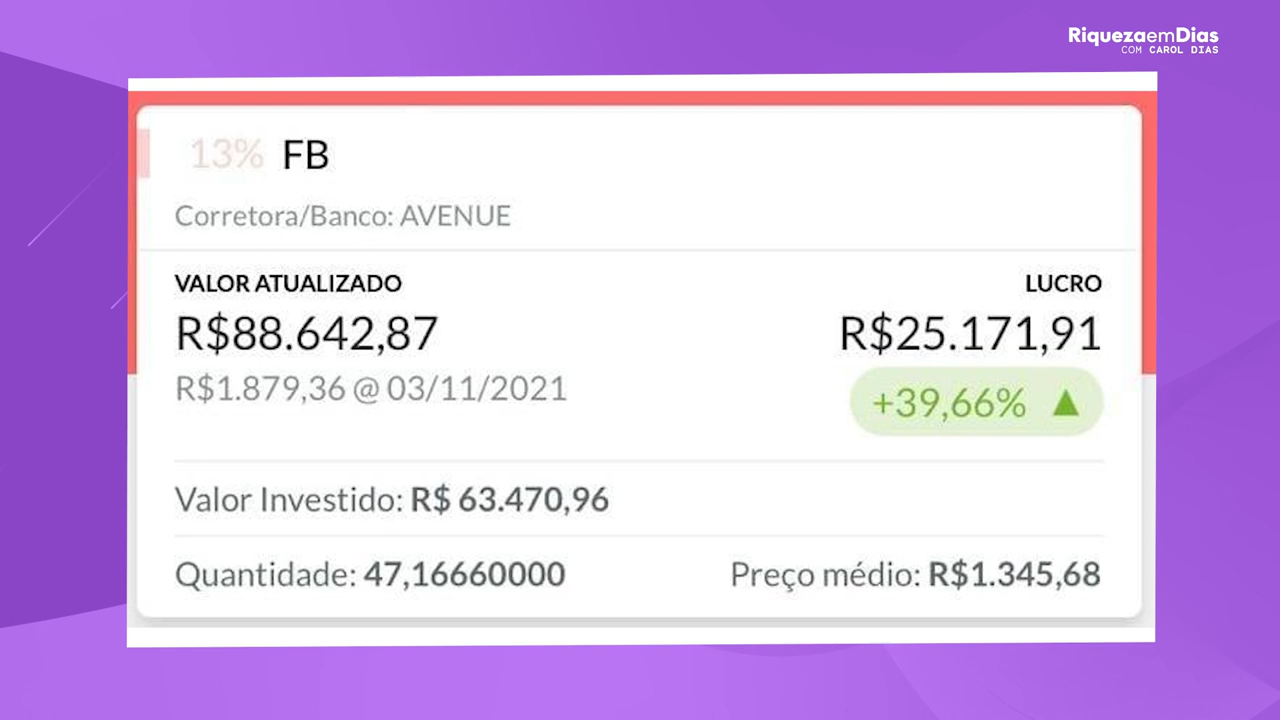 RiquezaemDias
COM CAROL DIAS
13% FB
Corretora/Banco: AVENUE
VALOR ATUALIZADO LUCRO
R$88.642,87 R$25.171,91
R$1.879,36 @ 03/11/2021 +39,66% ▲
Valor Investido: R$ 63.470,96
Quantidade: 47,16660000 Preço médio: R$1.345,68